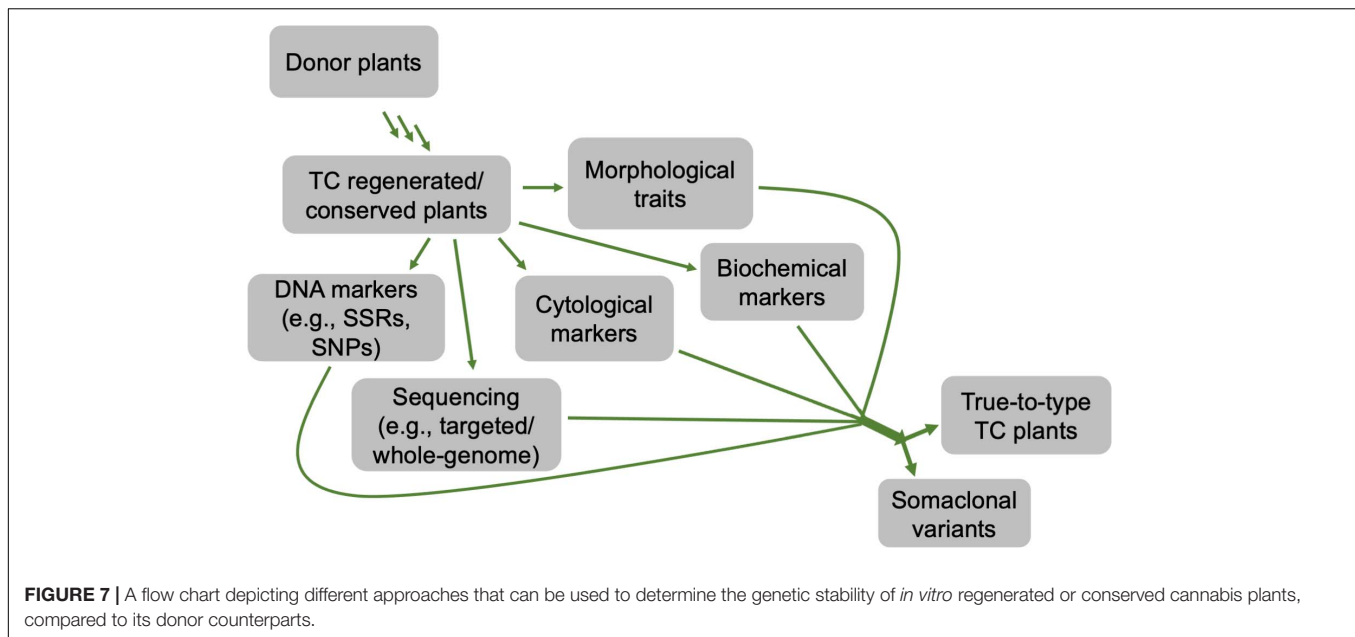 Donor plants
TC regenerated/
conserved plants
Morphological
traits
Biochemical
markers
DNA markers
(e.g., SSRs,
SNPs)
Cytological
markers
Sequencing
(e.g., targeted/
whole-genome)
True-to-type
TC plants
Somaclonal
variants
FIGURE 7 | A flow chart depicting different approaches that can be used to determine the genetic stability of in vitro regenerated or conserved cannabis plants,
compared to its donor counterparts.